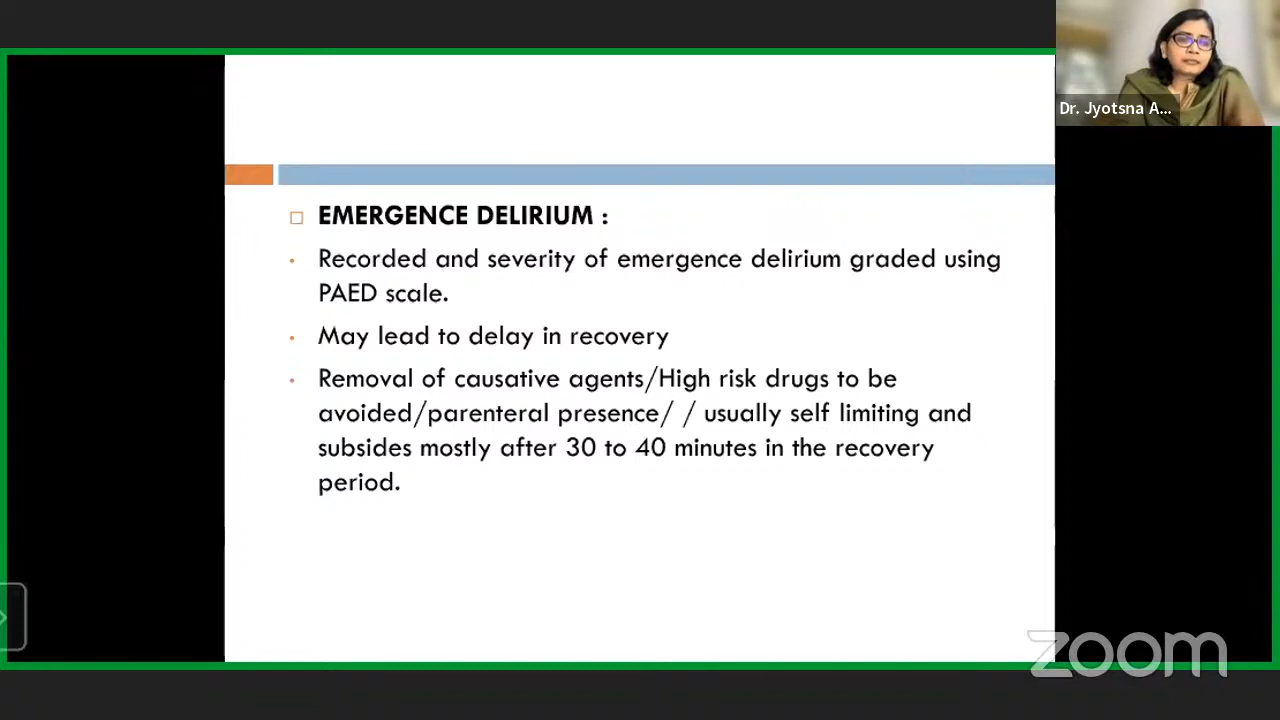 Dr. Jyotsna A...
EMERGENCE DELIRIUM :
Recorded and severity of emergence delirium graded using
PAED scale.
May lead to delay in recovery
Removal of causative agents/High risk drugs to be
avoided/parenteral presence/ / usually self limiting and
subsides mostly after 30 to 40 minutes in the recovery
period.
zoom